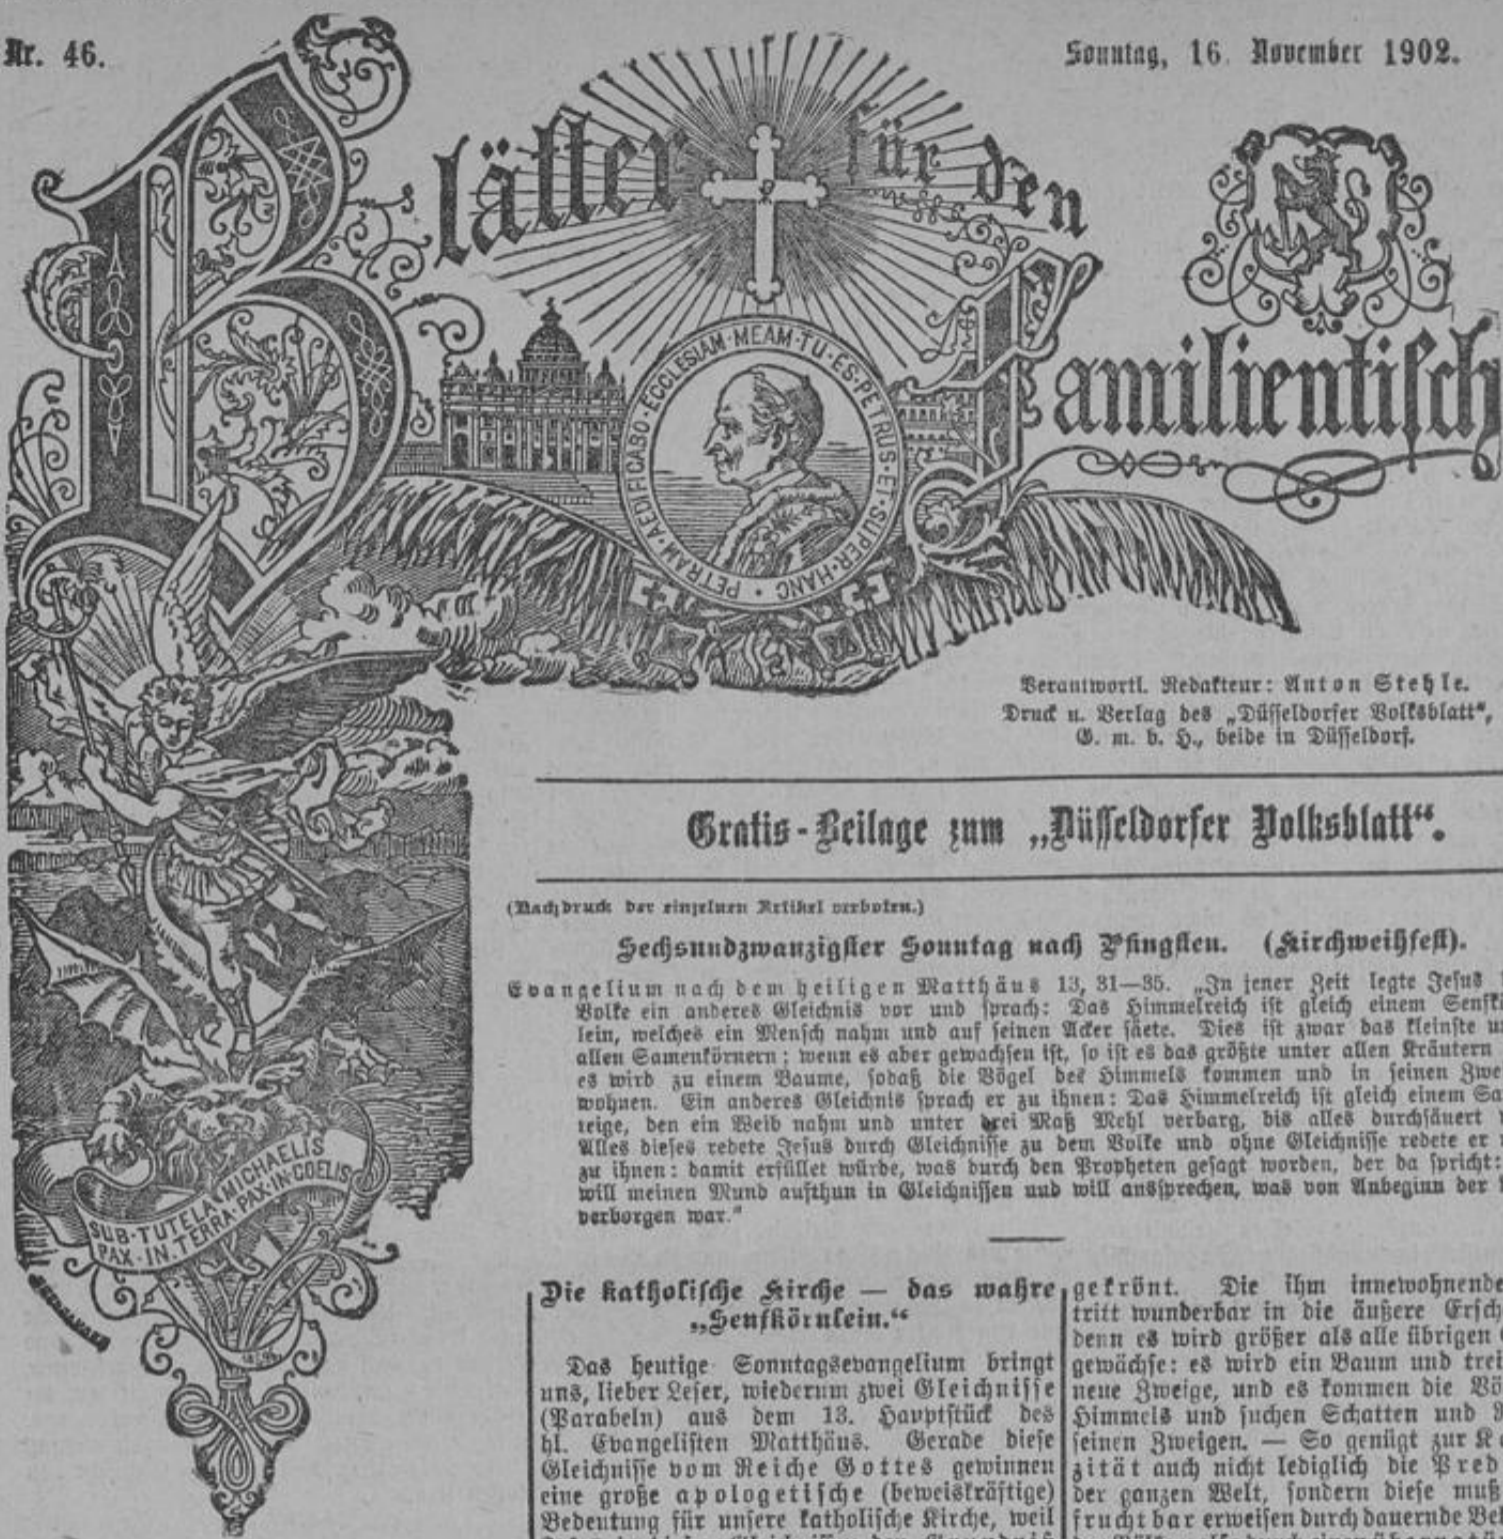 Nr. 46.
Sonntag, 16. November 1902.
Blätter für den
Familientisch
PETRAM · AEDIFICABO · ECCLESIAM · MEAM · TU · ES · PETRUS · ET · SUPER · HANC ·
Verantwortl. Redakteur: Anton Stehle.
Druck u. Verlag des „Düsseldorfer Volksblatt“,
G. m. b. H., beide in Düsseldorf.
Gratis-Beilage zum „Düsseldorfer Volksblatt“.
(Nachdruck der einzelnen Artikel verboten.)
Sechsundzwanzigster Sonntag nach Pfingsten. (Kirchweihfest).
Evangelium nach dem heiligen Matthäus 13, 31—35. „In jener Zeit legte Jesus
Volke ein anderes Gleichnis vor und sprach: Das Himmelreich ist gleich einem
lein, welches ein Mensch nahm und auf seinen Acker säete. Dies ist zwar das kleinste
allen Samenkörnern; wenn es aber gewachsen ist, so ist es das größte unter allen Kräutern
es wird zu einem Baume, sodaß die Vögel des Himmels kommen und in seinen
wohnen. Ein anderes Gleichnis sprach er zu ihnen: Das Himmelreich ist gleich einem
teige, den ein Weib nahm und unter drei Maß Mehl verbarg, bis alles durchsäuert
Alles dieses redete Jesus durch Gleichnisse zu dem Volke und ohne Gleichnisse redete er
zu ihnen: damit erfüllet würde, was durch den Propheten gesagt worden, der da spricht:
will meinen Mund aufthun in Gleichnissen und will aussprechen, was von Anbeginn der
verborgen war.“
SUB · TUTELA MICHAELIS
PAX · IN · TERRA · PAX · IN · COELIS
Die katholische Kirche — das wahre
„Senfkörnlein.“
Das heutige Sonntagsevangelium bringt
uns, lieber Leser, wiederum zwei Gleichnisse
(Parabeln) aus dem 13. Hauptstück des
hl. Evangelisten Matthäus. Gerade diese
Gleichnisse vom Reiche Gottes gewinnen
eine große apologetische (beweiskräftige)
Bedeutung für unsere katholische Kirche, weil
gekrönt. Die ihm innewohnende
tritt wunderbar in die äußere
denn es wird größer als alle übrigen
gewächse: es wird ein Baum und
neue Zweige, und es kommen die
Himmels und suchen Schatten und
seinen Zweigen. — So genügt zur
zität auch nicht lediglich die
der ganzen Welt, sondern diese muß
fruchtbar erweisen durch dauernde